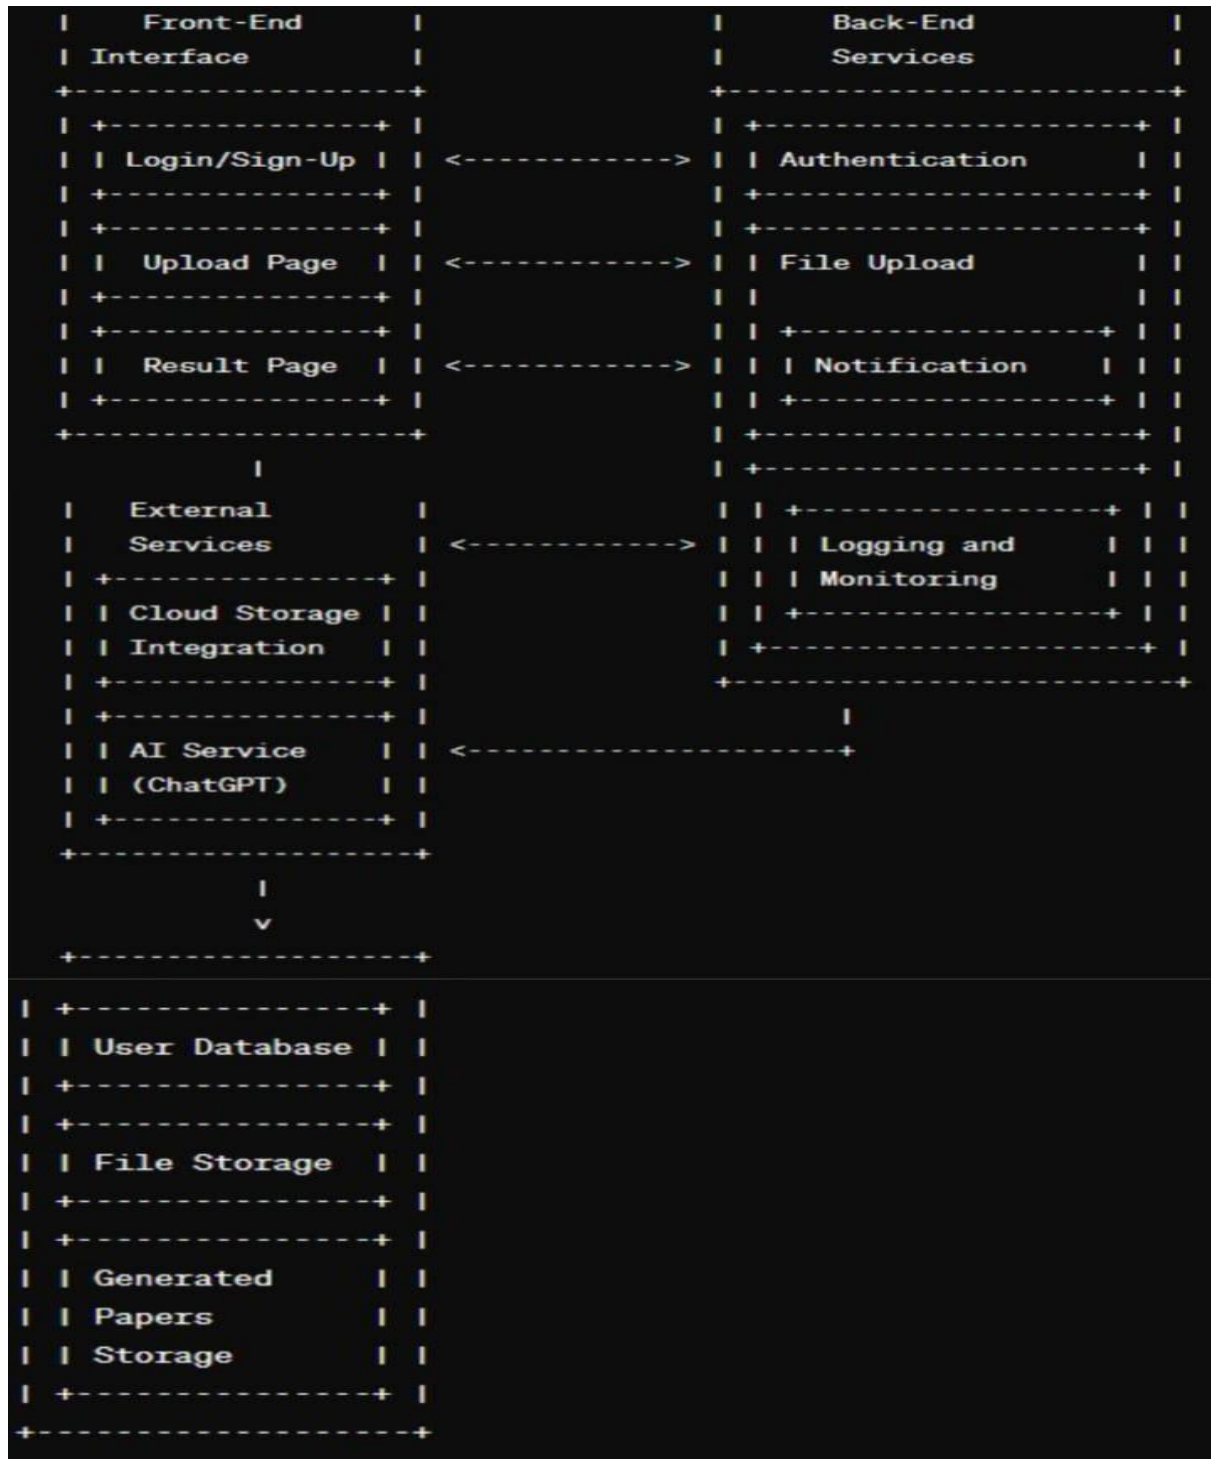 Front-End
Interface
Login/Sign-Up
Upload Page
Result Page
External
Services
Cloud Storage
Integration
AI Service
(ChatGPT)
Back-End
Services
Authentication
File Upload
Notification
Logging and
Monitoring
User Database
File Storage
Generated
Papers
Storage